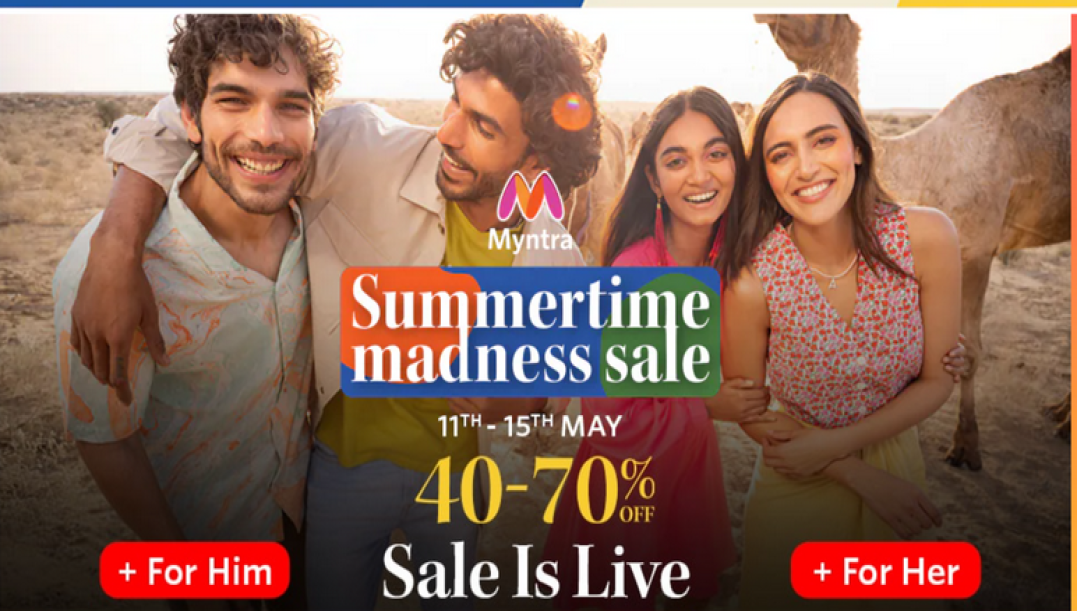 Myntra
Summertime
madness sale
11TH - 15TH MAY
40-70% OFF
Sale Is Live
+ For Him
+ For Her